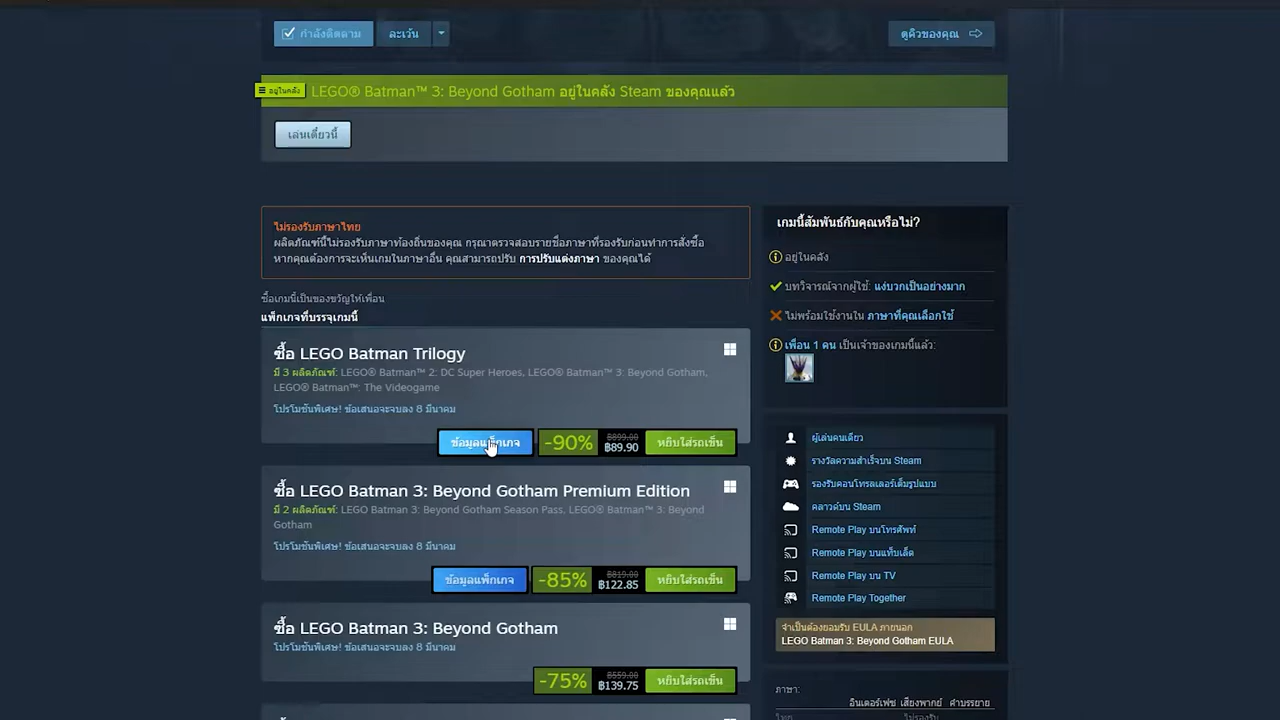 กำลังติดตาม
ละเว้น
ดูคิวของคุณ
อยู่ในคลัง
LEGO® Batman™ 3: Beyond Gotham อยู่ในคลัง Steam ของคุณแล้ว
เล่นเดี๋ยวนี้
ไม่รองรับภาษาไทย
ผลิตภัณฑ์นี้ไม่รองรับภาษาท้องถิ่นของคุณ กรุณาตรวจสอบรายชื่อภาษาที่รองรับก่อนทำการสั่งซื้อ
หากคุณต้องการจะเห็นเกมในภาษาอื่น คุณสามารถปรับ การปรับแต่งภาษา ของคุณได้
ซื้อเกมนี้เป็นของขวัญให้เพื่อน
แพ็กเกจที่บรรจุเกมนี้
ซื้อ LEGO Batman Trilogy
มี 3 ผลิตภัณฑ์: LEGO® Batman™ 2: DC Super Heroes, LEGO® Batman™ 3: Beyond Gotham,
LEGO® Batman™: The Videogame
โปรโมชันพิเศษ! ข้อเสนอจะจบลง 8 มีนาคม
ข้อมูลแพ็กเกจ
-90%
฿899.00
฿89.90
หยิบใส่รถเข็น
ซื้อ LEGO Batman 3: Beyond Gotham Premium Edition
มี 2 ผลิตภัณฑ์: LEGO Batman 3: Beyond Gotham Season Pass, LEGO® Batman™ 3: Beyond
Gotham
โปรโมชันพิเศษ! ข้อเสนอจะจบลง 8 มีนาคม
ข้อมูลแพ็กเกจ
-85%
฿819.00
฿122.85
หยิบใส่รถเข็น
ซื้อ LEGO Batman 3: Beyond Gotham
โปรโมชันพิเศษ! ข้อเสนอจะจบลง 8 มีนาคม
-75%
฿559.00
฿139.75
หยิบใส่รถเข็น
เกมนี้สัมพันธ์กับคุณหรือไม่?
อยู่ในคลัง
บทวิจารณ์จากผู้ใช้: แง่บวกเป็นอย่างมาก
ไม่พร้อมใช้งานใน ภาษาที่คุณเลือกใช้
เพื่อน 1 คน เป็นเจ้าของเกมนี้แล้ว:
ผู้เล่นคนเดียว
รางวัลความสำเร็จบน Steam
รองรับคอนโทรลเลอร์เต็มรูปแบบ
คลาวด์บน Steam
Remote Play บนโทรศัพท์
Remote Play บนแท็บเล็ต
Remote Play บน TV
Remote Play Together
จำเป็นต้องยอมรับ EULA ภายนอก
LEGO Batman 3: Beyond Gotham EULA
ภาษา:
อินเตอร์เฟซ เสียงพากย์ คำบรรยาย
ไทย ไม่รองรับ